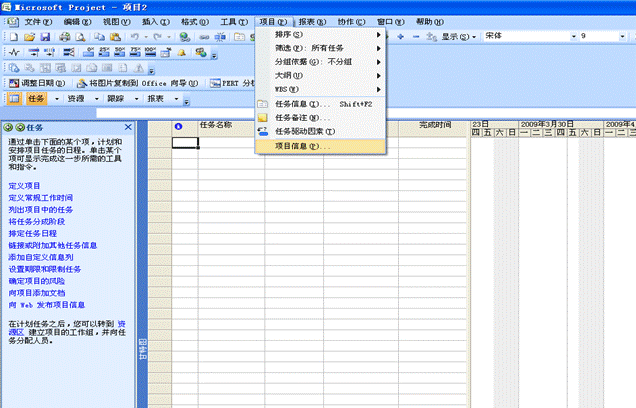 Microsoft Project - 项目2
文件(F) 编辑(E) 视图(V) 插入(I) 格式(O) 工具(T) 项目(P) 报表(R) 协作(C) 窗口(W) 帮助(H)
显示(S) 宋体 9
0% 25% 50% 75% 100%
调整日期(D) 将图片复制到 Office 向导(U) PERT 分析
任务 资源 跟踪 报表
排序(S)
筛选(F): 所有任务
分组依据(G): 不分组
大纲(U)
WBS(W)
任务信息(I)... Shift+F2
任务备注(N)...
任务驱动因素(T)
项目信息(P)...
任务
通过单击下面的某个项,计划和
安排项目任务的日程。单击某个
项可显示完成这一步所需的工具
和指令。
定义项目
定义常规工作时间
列出项目中的任务
将任务分成阶段
排定任务日程
链接或附加其他任务信息
添加自定义信息列
设置期限和限制任务
确定项目的风险
向项目添加文档
向 Web 发布项目信息
在计划任务之后,您可以转到 资
源区 建立项目的工作组,并向任
务分配人员。
任务名称 完成时间
23日 2009年3月30日 2009年4
四 五 六 日 一 二 三 四 五 六 日 一 二